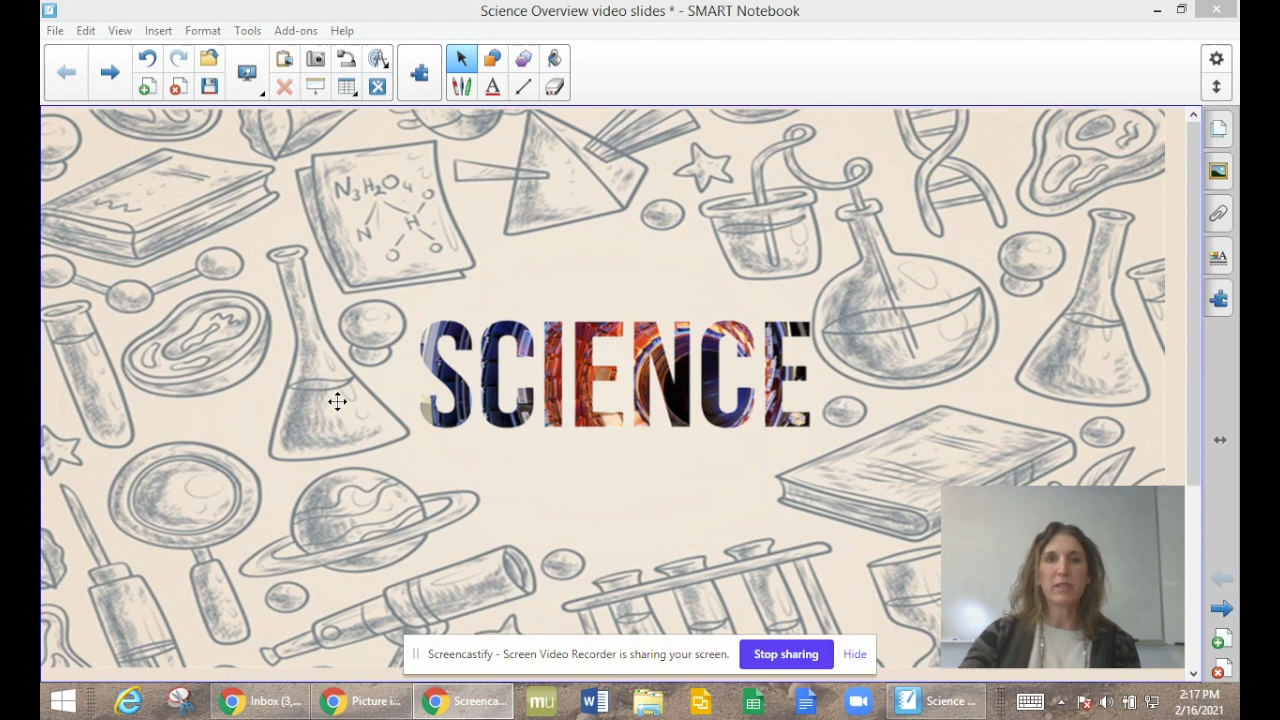 Science Overview video slides * - SMART Notebook
File Edit View Insert Format Tools Add-ons Help
N₃H₂O₄
N H
SCIENCE
Screencastify - Screen Video Recorder is sharing your screen. Stop sharing Hide
Inbox (3,... Picture i... Screenca... mu Science ...
2:17 PM
2/16/2021